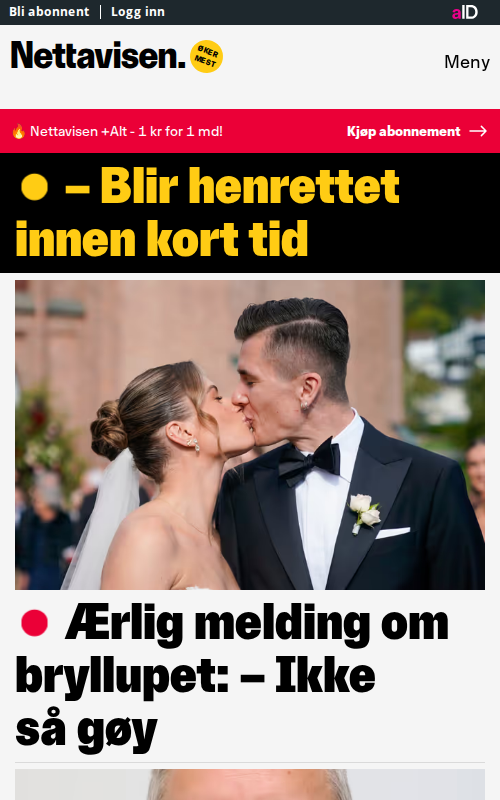 Bli abonnent | Logg inn
aID
Nettavisen.
ØKER
MEST
Meny
🔥 Nettavisen +Alt - 1 kr for 1 md!
Kjøp abonnement →
– Blir henrettet
innen kort tid
Ærlig melding om
bryllupet: – Ikke
så gøy